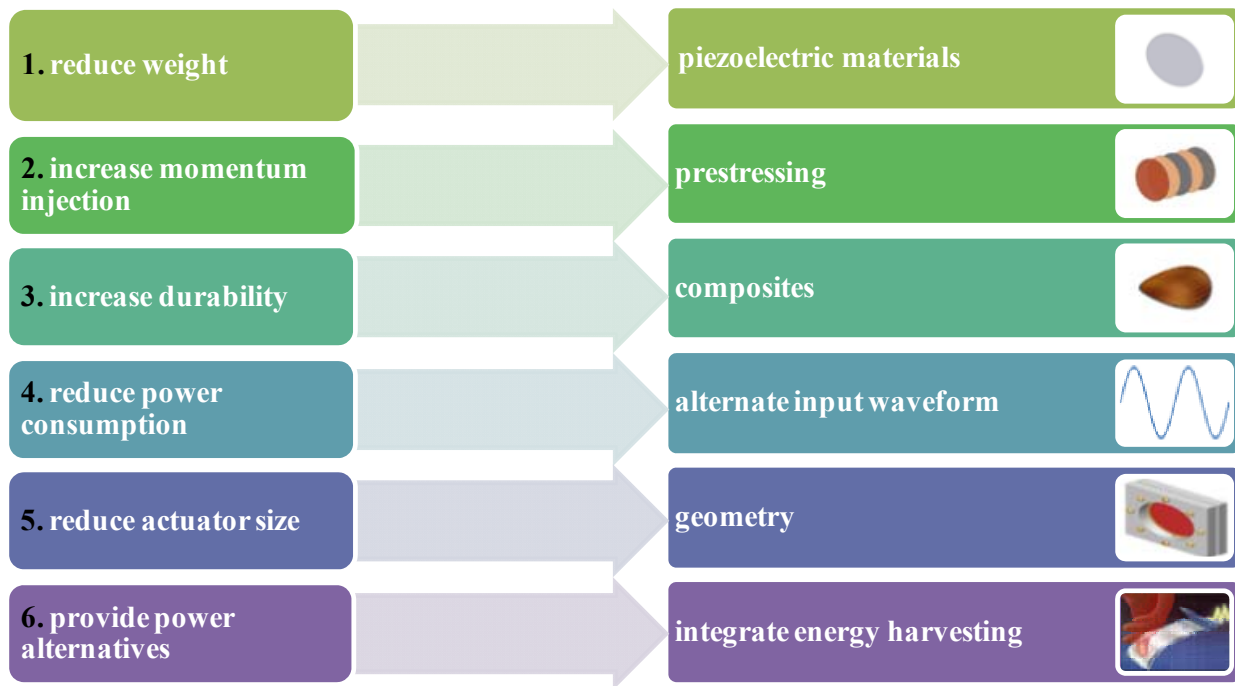 1. reduce weight
piezoelectric materials
2. increase momentum
injection
prestressing
3. increase durability
composites
4. reduce power
consumption
alternate input waveform
5. reduce actuator size
geometry
6. provide power
alternatives
integrate energy harvesting